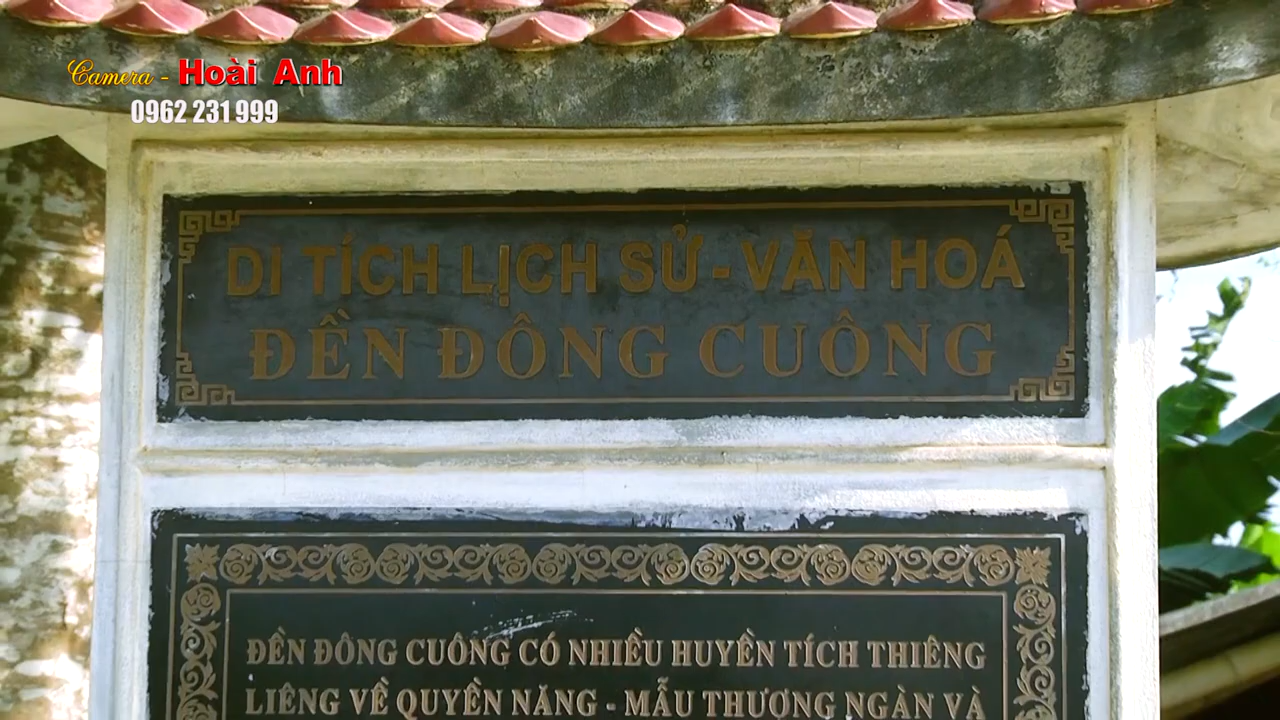 Camera - Hoài Anh
0962 231 999
DI TÍCH LỊCH SỬ - VĂN HOÁ
ĐỀN ĐÔNG CUÔNG
ĐỀN ĐÔNG CUÔNG CÓ NHIỀU HUYỀN TÍCH THIÊNG
LIÊNG VỀ QUYỀN NĂNG - MẪU THƯỢNG NGÀN VÀ